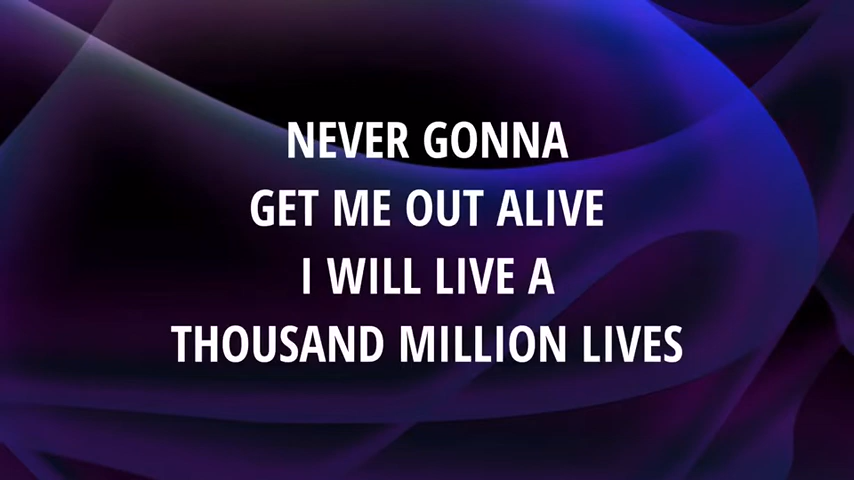 NEVER GONNA
GET ME OUT ALIVE
I WILL LIVE A
THOUSAND MILLION LIVES